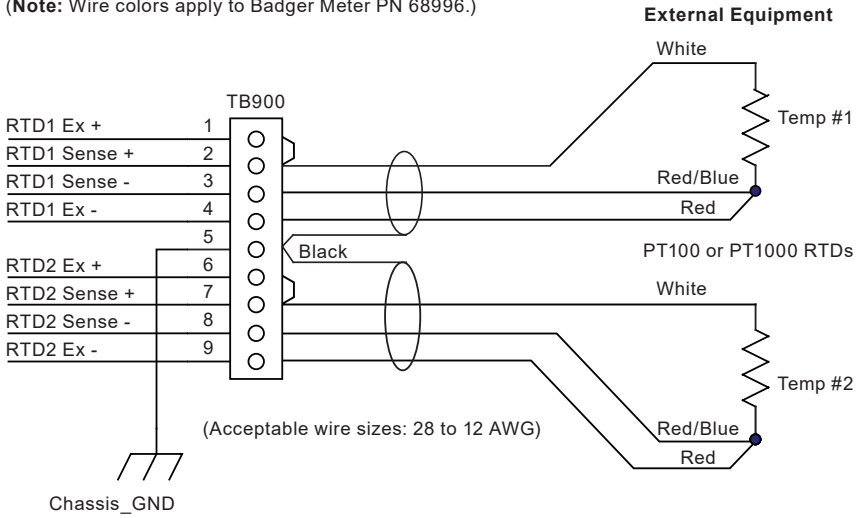 (Note: Wire colors apply to Badger Meter PN 68996.)
External Equipment
White
TB900
RTD1 Ex + 1
Temp #1
RTD1 Sense + 2
RTD1 Sense - 3
Red/Blue
RTD1 Ex - 4
Red
5
Black
PT100 or PT1000 RTDs
RTD2 Ex + 6
RTD2 Sense + 7
White
RTD2 Sense - 8
RTD2 Ex - 9
Temp #2
(Acceptable wire sizes: 28 to 12 AWG)
Red/Blue
Red
Chassis_GND